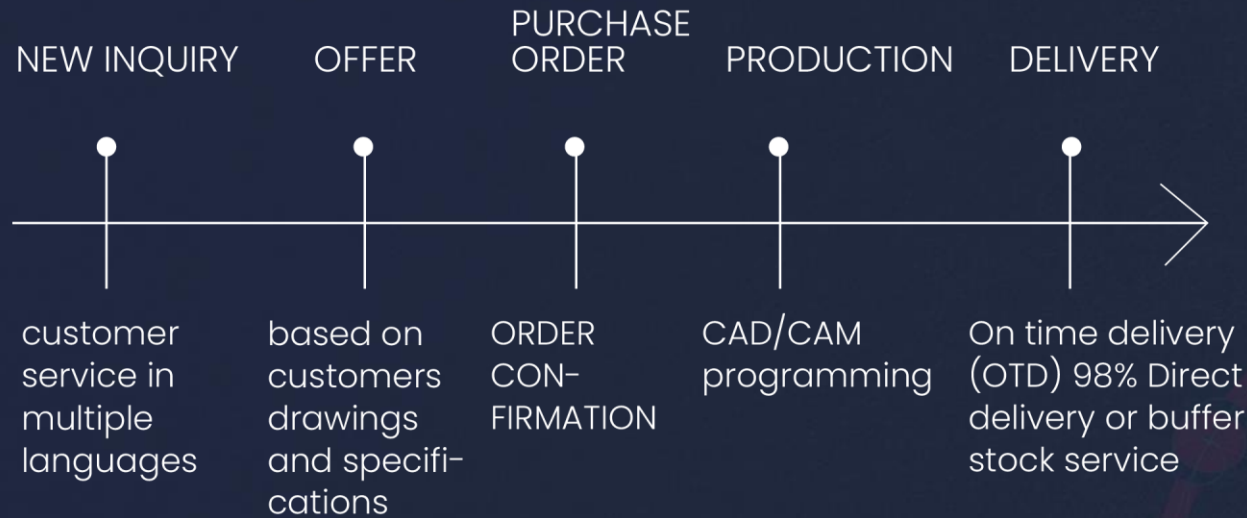 NEW INQUIRY
OFFER
PURCHASE
ORDER
PRODUCTION
DELIVERY
customer
service in
multiple
languages
based on
customers
drawings
and specifi-
cations
ORDER
CON-
FIRMATION
CAD/CAM
programming
On time delivery
(OTD) 98% Direct
delivery or buffer
stock service